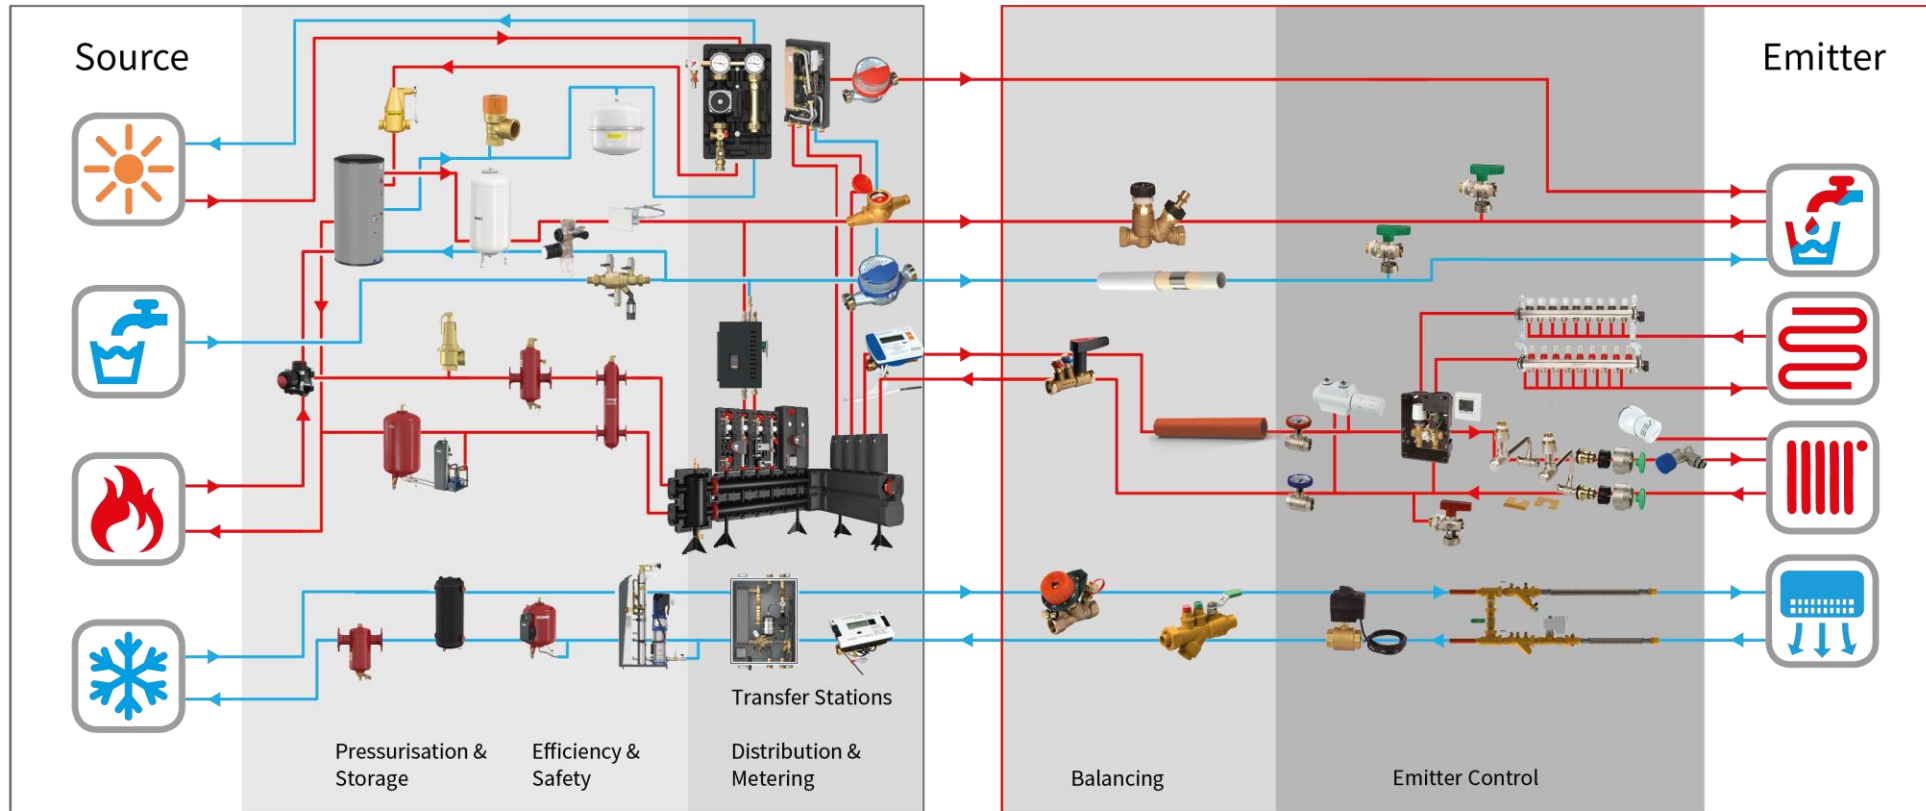 Source
Emitter
Transfer Stations
Pressurisation &
Storage
Efficiency &
Safety
Distribution &
Metering
Balancing
Emitter Control